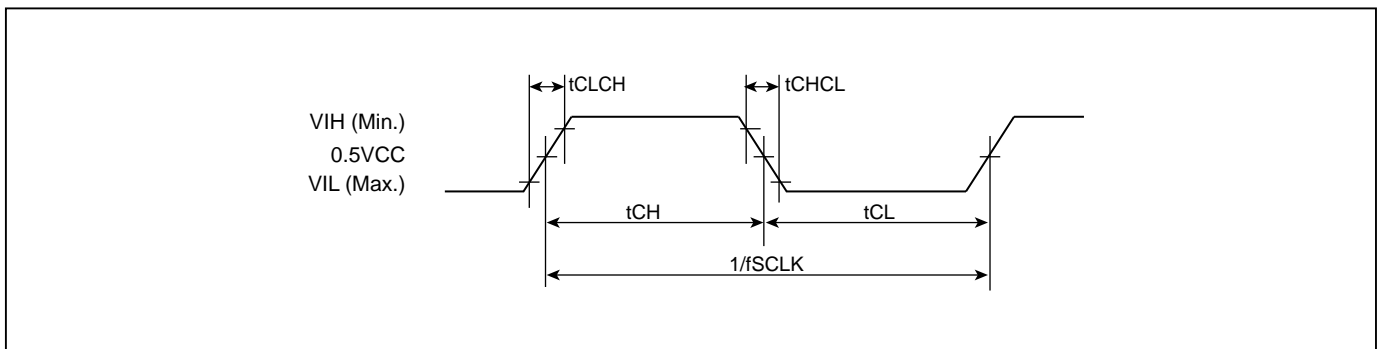 tCLCH
tCHCL
VIH (Min.)
0.5VCC
VIL (Max.)
tCH
tCL
1/fSCLK